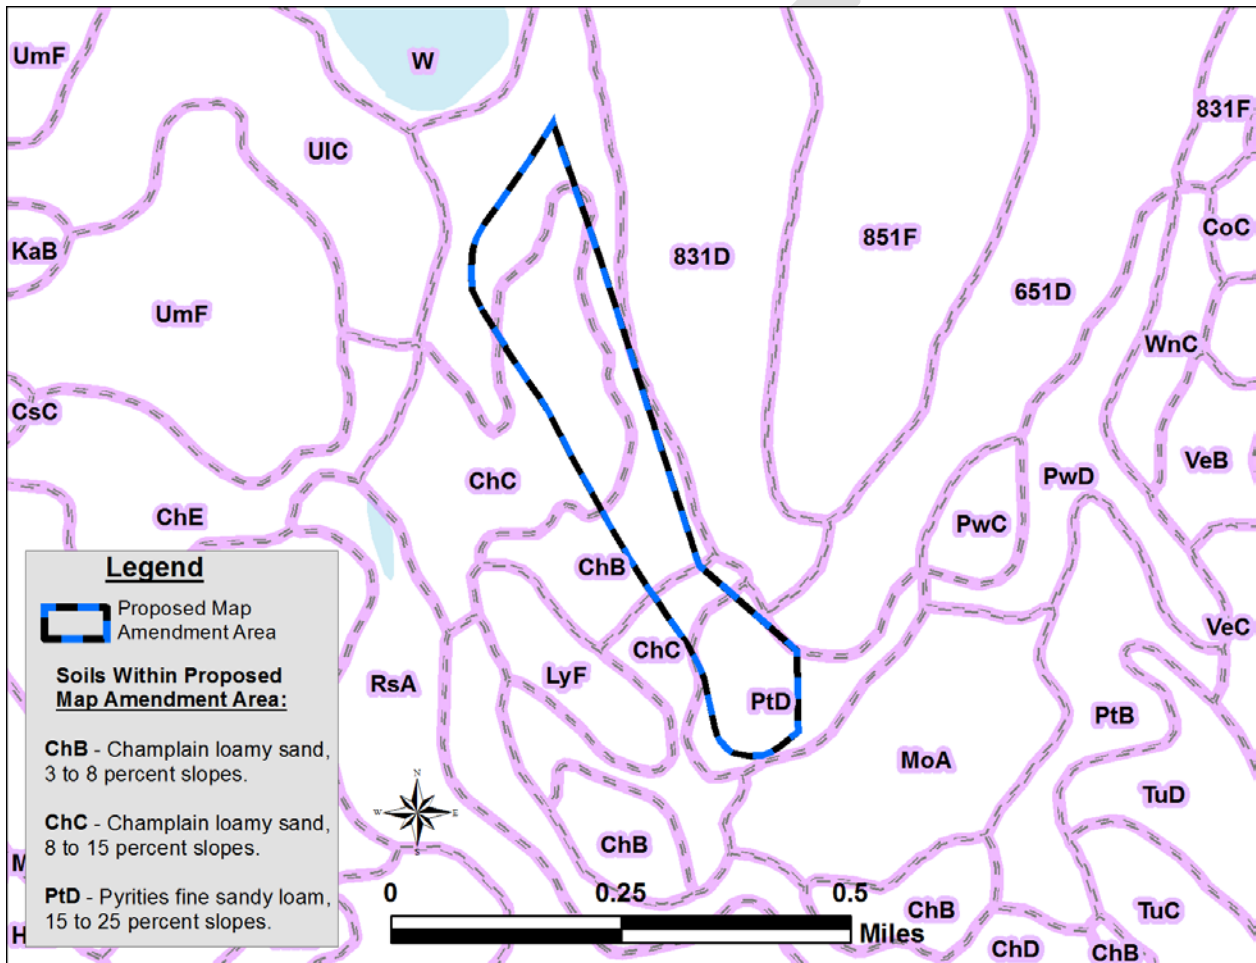 UmF
W
831F
UlC
CoC
KaB
831D
851F
651D
UmF
WnC
CsC
VeB
ChC
PwD
ChE
PwC
ChB
VeC
ChC
LyF
RsA
PtD
PtB
MoA
TuD
ChB
TuC
ChB
ChD
ChB
Legend
Proposed Map
Amendment Area
Soils Within Proposed
Map Amendment Area:
ChB - Champlain loamy sand,
3 to 8 percent slopes.
ChC - Champlain loamy sand,
8 to 15 percent slopes.
PtD - Pyrities fine sandy loam,
15 to 25 percent slopes.
N
W
E
S
0 0.25 0.5
Miles